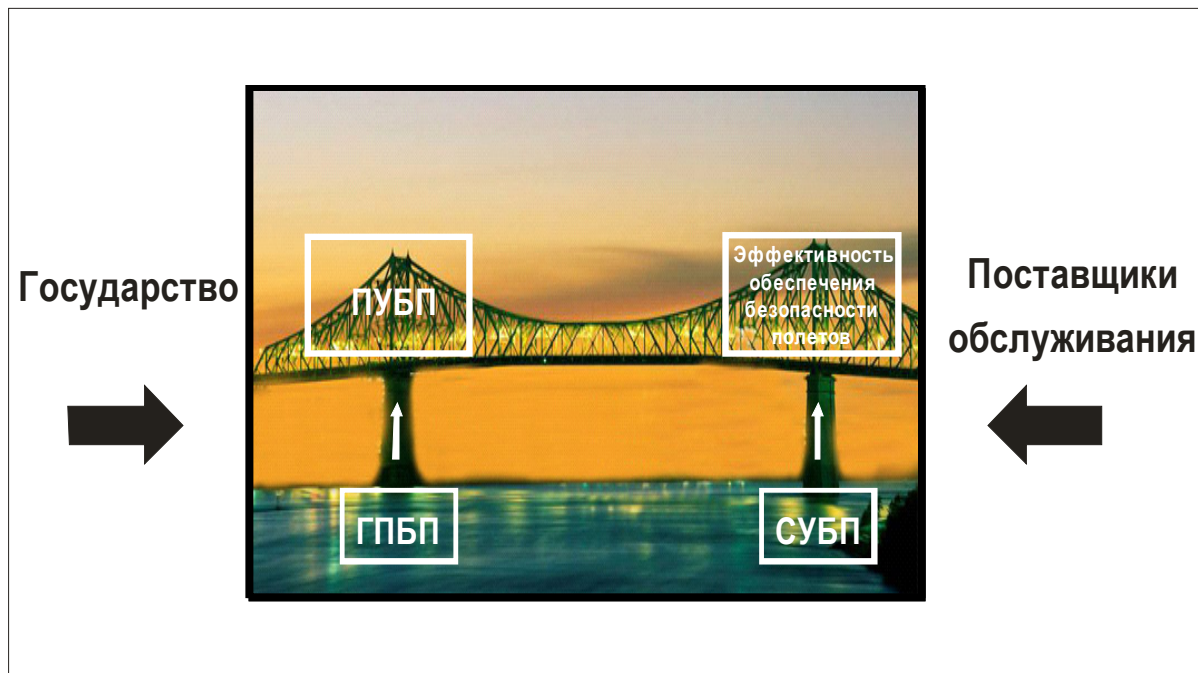 Государство
ПУБП
Эффективность
обеспечения
безопасности
полетов
Поставщики
обслуживания
ГПБП
СУБП